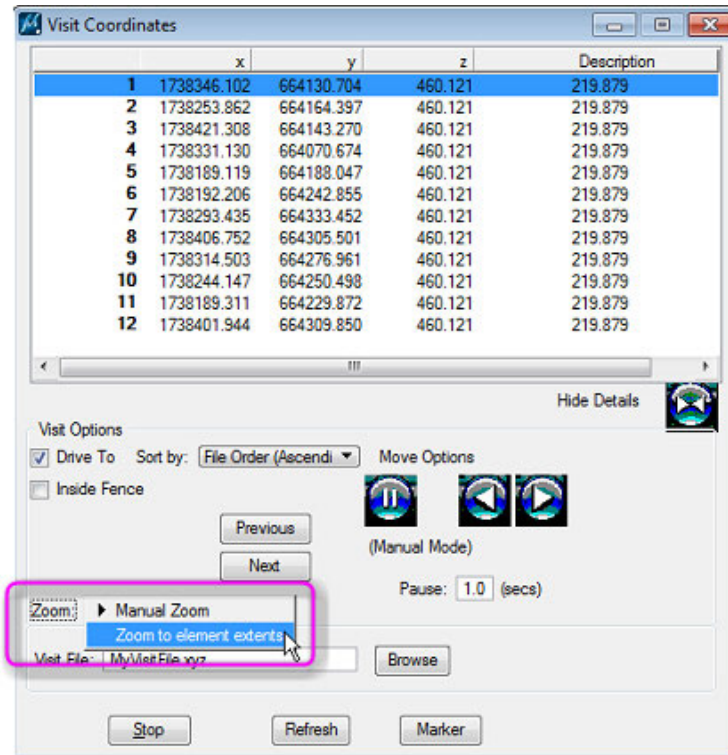 Visit Coordinates
x y z Description
1 1738346.102 664130.704 460.121 219.879
2 1738253.862 664164.397 460.121 219.879
3 1738421.308 664143.270 460.121 219.879
4 1738331.130 664070.674 460.121 219.879
5 1738189.119 664188.047 460.121 219.879
6 1738192.206 664242.855 460.121 219.879
7 1738293.435 664333.452 460.121 219.879
8 1738406.752 664305.501 460.121 219.879
9 1738314.503 664276.961 460.121 219.879
10 1738244.147 664250.498 460.121 219.879
11 1738189.311 664229.872 460.121 219.879
12 1738401.944 664309.850 460.121 219.879
Hide Details
Visit Options
Drive To Sort by: File Order (Ascendi Move Options
Inside Fence
Previous
(Manual Mode)
Next
Pause: 1.0 (secs)
Zoom: Manual Zoom
Zoom to element extents
Visit File: MyVisitFile.xyz Browse
Stop Refresh Marker